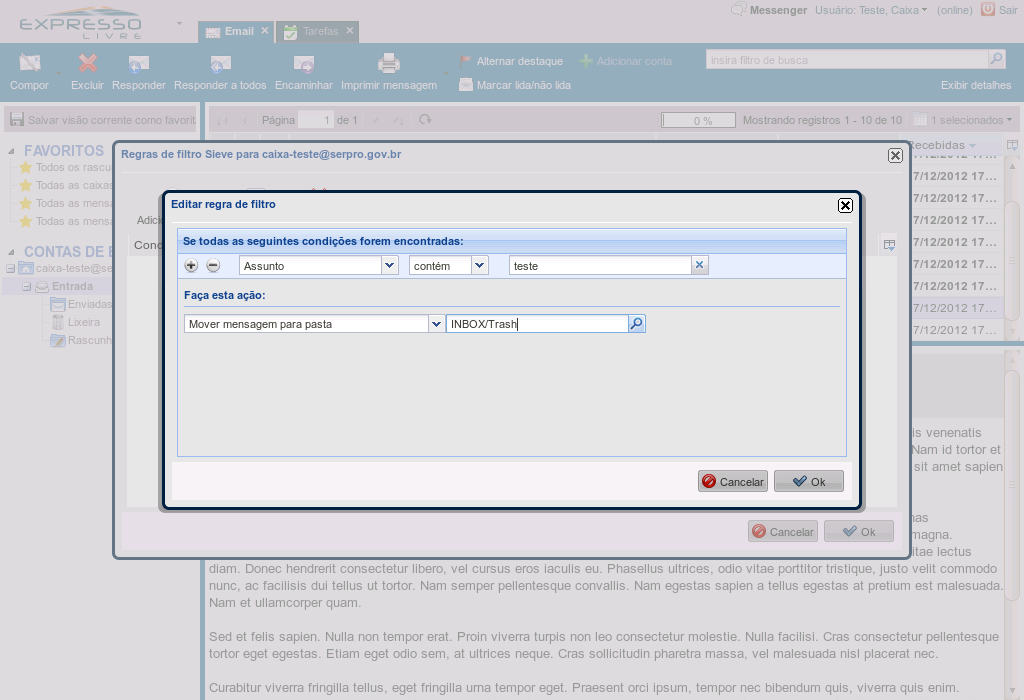 EXPRESSO
LIVRE
Email
Tarefas
Messenger
Usuário: Teste, Caixa
(online)
Sair
Compor
Excluir
Responder
Responder a todos
Encaminhar
Imprimir mensagem
Alternar destaque
Marcar lida/não lida
Adicionar conta
insira filtro de busca
Exibir detalhes
Salvar visão corrente como favorit
Página 1 de 1
0 %
Mostrando registros 1 - 10 de 10
1 selecionados
FAVORITOS
Todos os rascu
Todas as caixas
Todas as mensa
Todas as mensa
CONTAS DE E
caixa-teste@se
Entrada
Enviadas
Lixeira
Rascunh
Regras de filtro Sieve para caixa-teste@serpro.gov.br
Recebidas
7/12/2012 17...
7/12/2012 17...
7/12/2012 17...
7/12/2012 17...
7/12/2012 17...
7/12/2012 17...
7/12/2012 17...
7/12/2012 17...
7/12/2012 17...
Adici
Cond
Editar regra de filtro
Se todas as seguintes condições forem encontradas:
Assunto
contém
teste
Faça esta ação:
Mover mensagem para pasta
INBOX/Trash
Cancelar
Ok
Cancelar
Ok
is venenatis
Nam id tortor et
sit amet sapien
nas
magna.
itae lectus
diam. Donec hendrerit consectetur libero, vel cursus eros iaculis eu. Phasellus ultrices, odio vitae porttitor tristique, justo velit commodo
nunc, ac facilisis dui tellus ut tortor. Nam semper pellentesque convallis. Nam egestas sapien a tellus egestas at pretium est malesuada.
Nam et ullamcorper quam.
Sed et felis sapien. Nulla non tempor erat. Proin viverra turpis non leo consectetur molestie. Nulla facilisi. Cras consectetur pellentesque
tortor eget egestas. Etiam eget odio sem, at ultrices neque. Cras sollicitudin pharetra massa, vel malesuada nisl placerat nec.
Curabitur viverra fringilla tellus, eget fringilla urna tempor eget. Praesent orci ipsum, tempor nec bibendum quis, viverra quis enim.